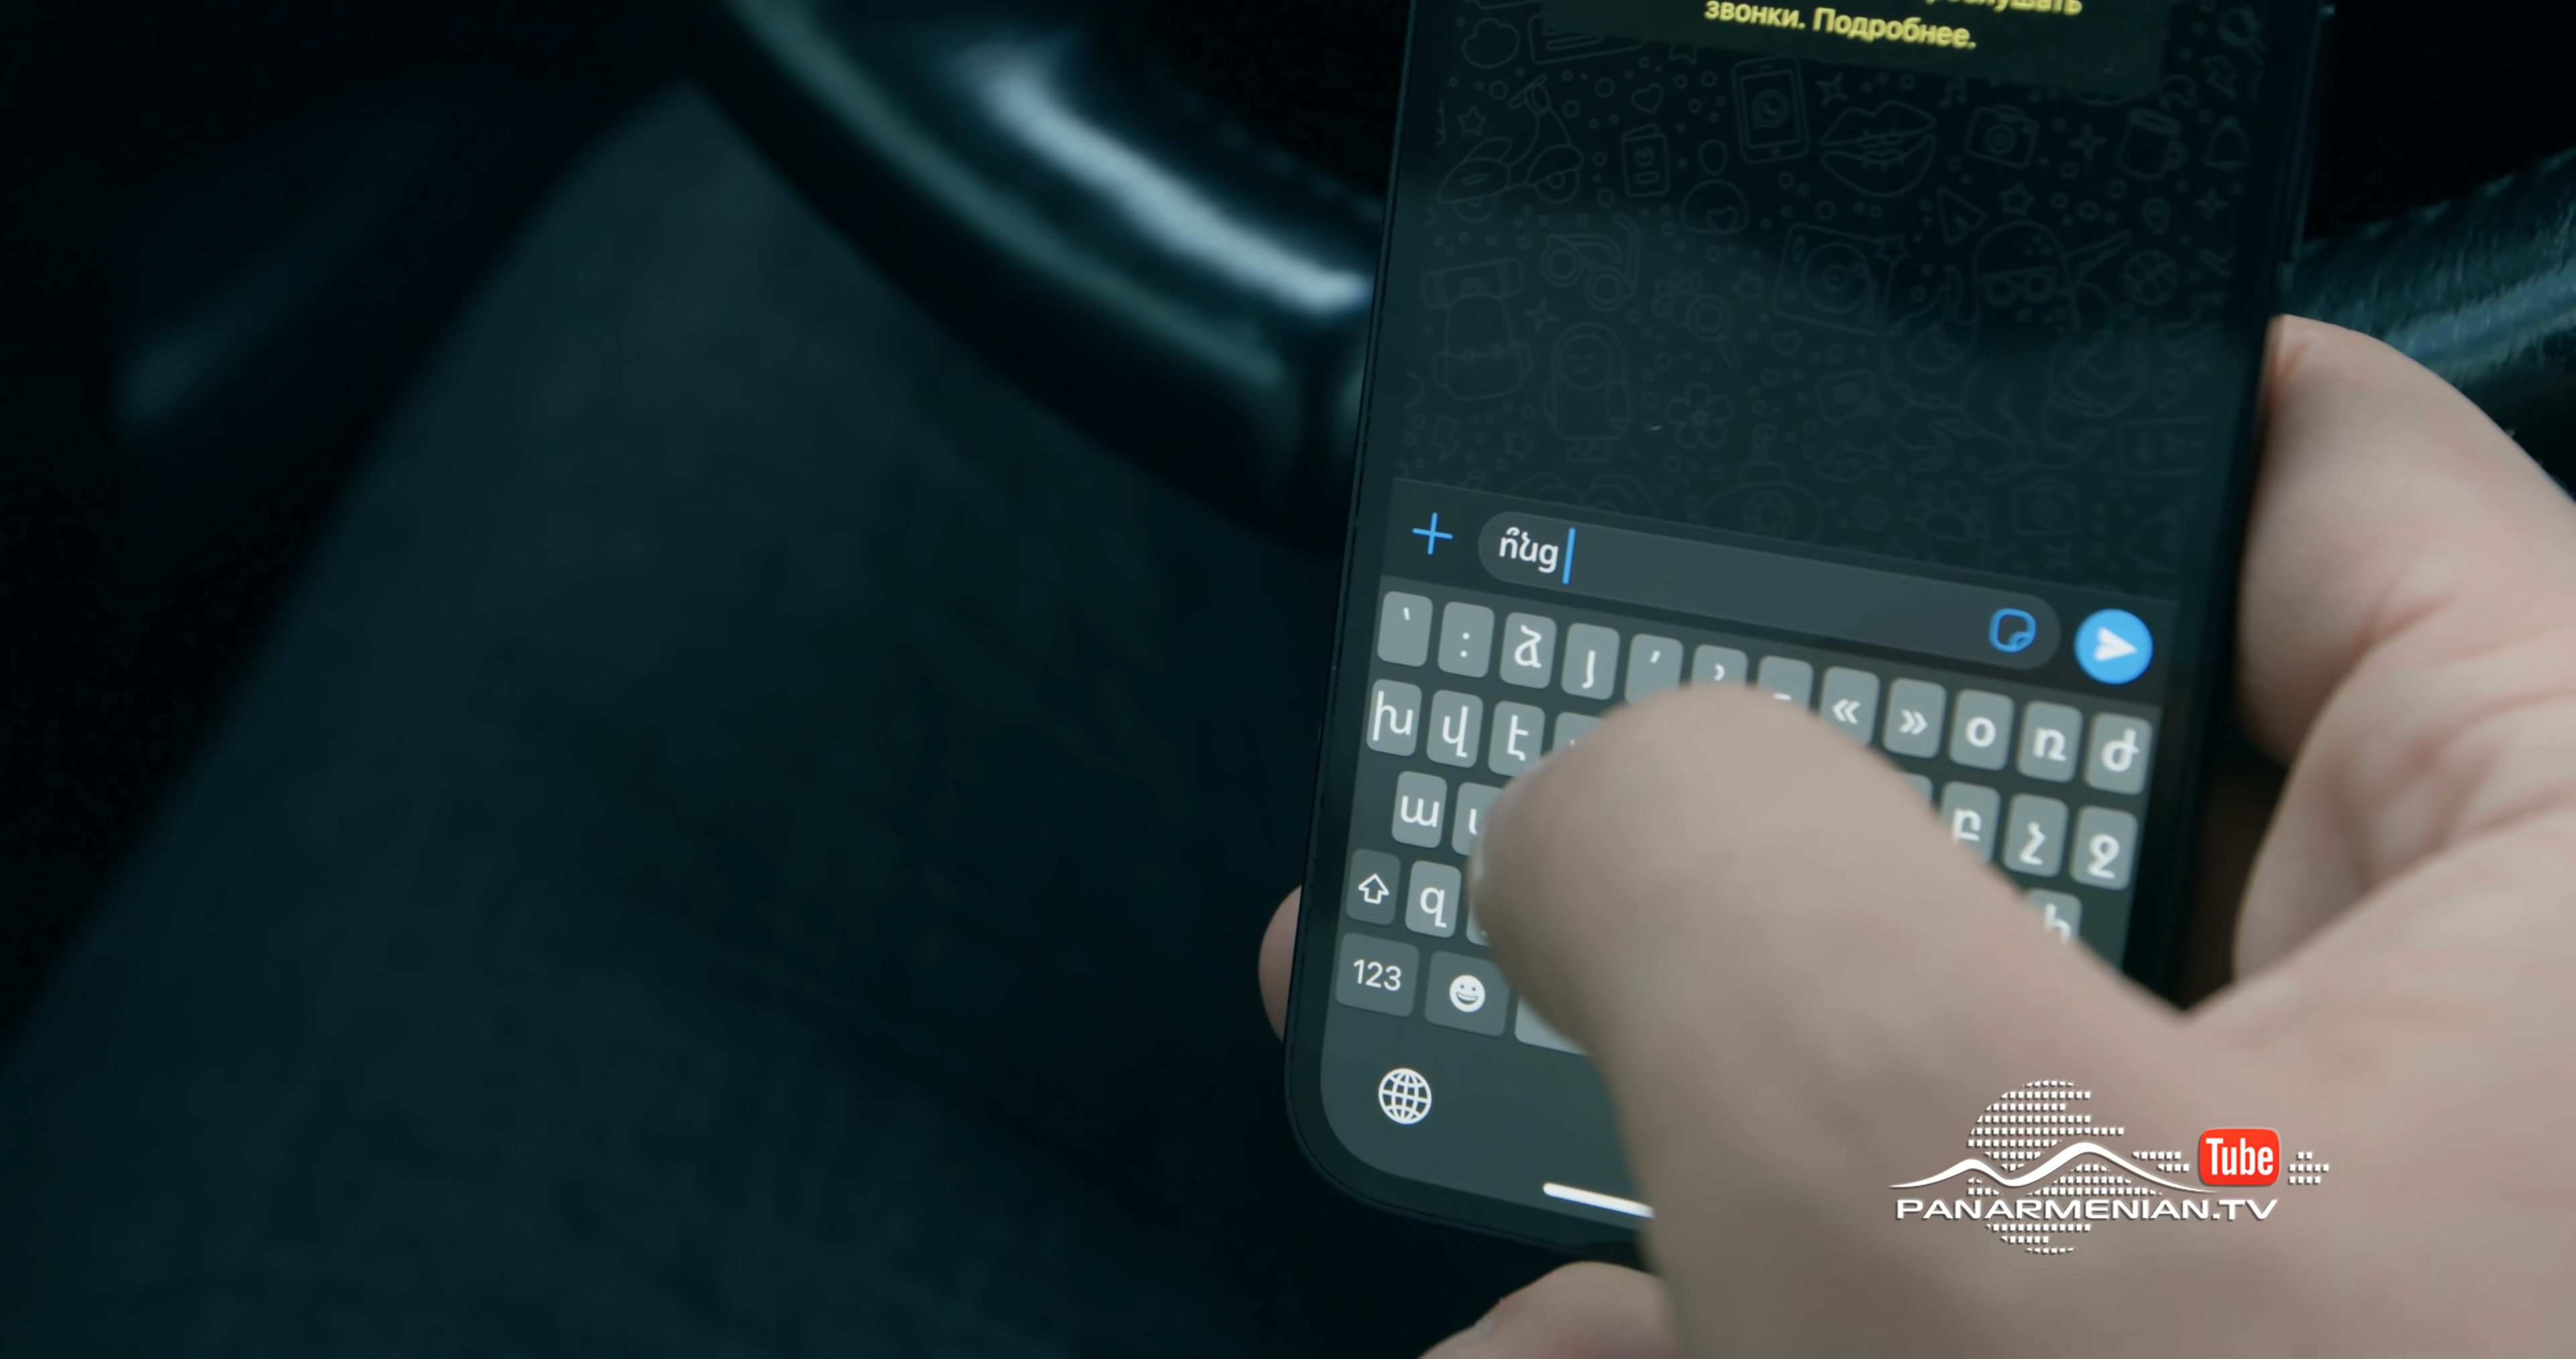 звонки. Подробнее.
ո՞նց
՝ : ձ յ ՛ ՚ - « » օ ռ ժ
խ վ է
ա բ չ ջ
զ հ
123
Tube
PANARMENIAN.TV